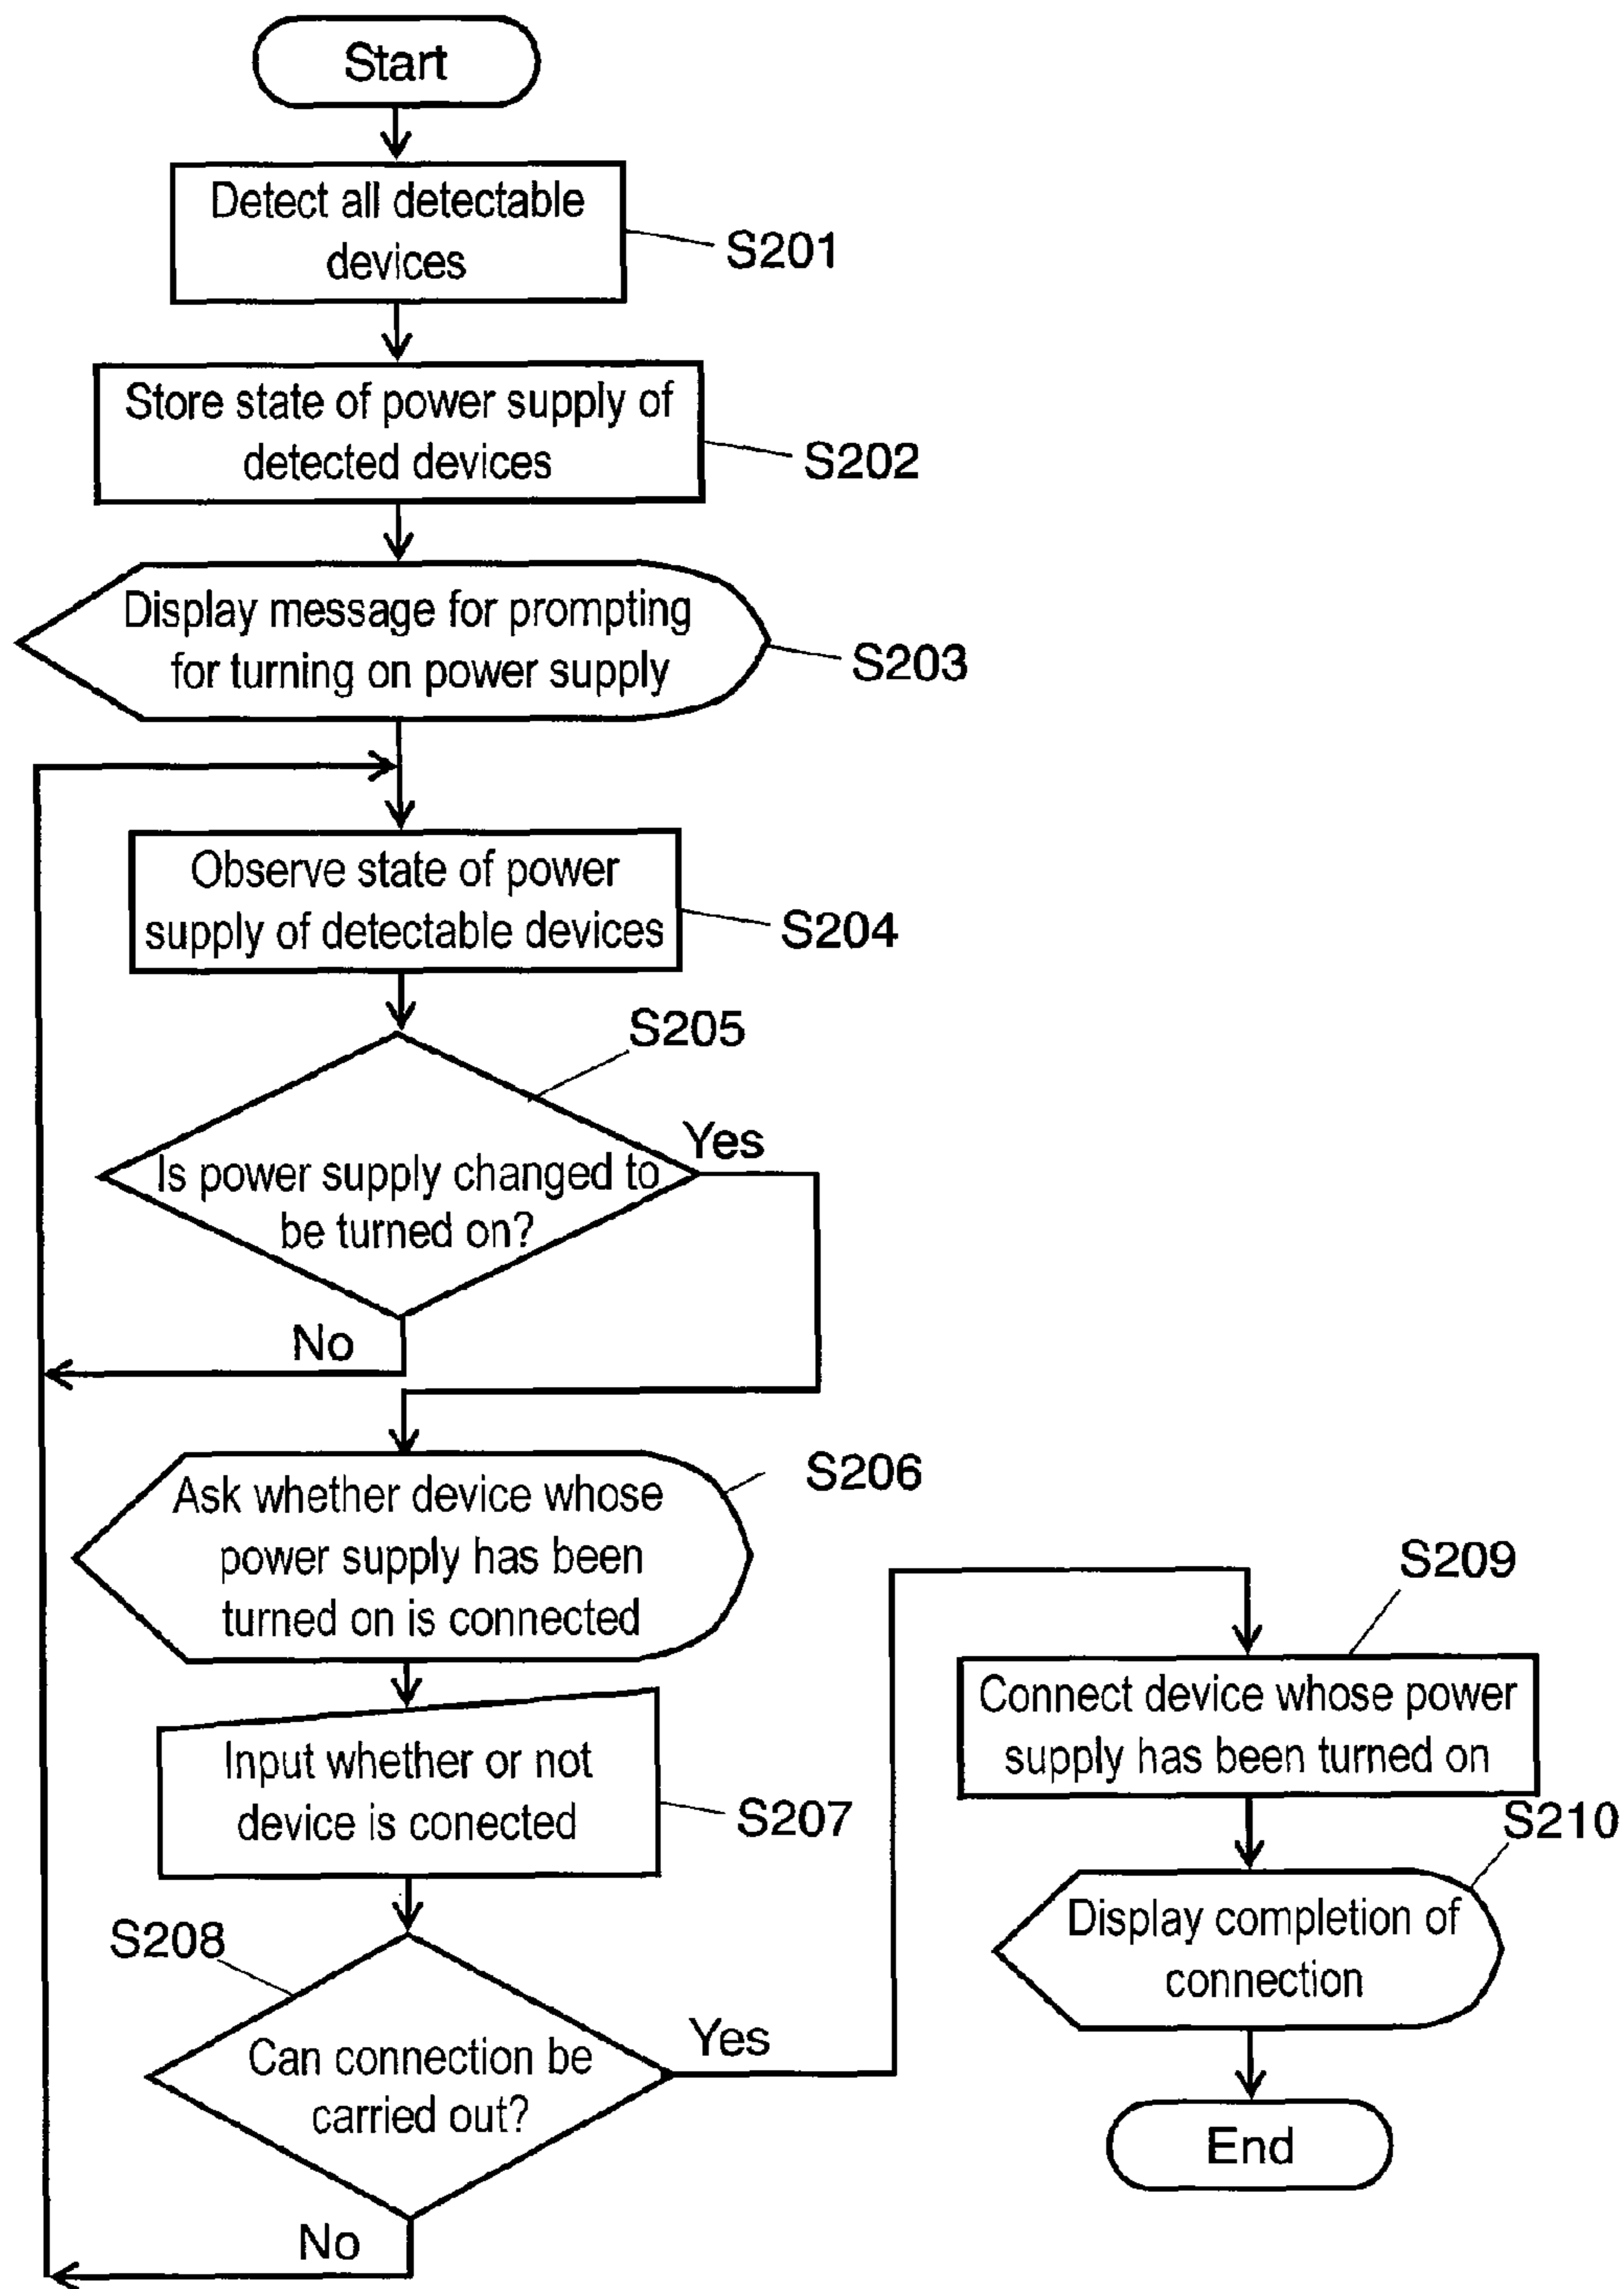 Start
Detect all detectable
devices
S201
Store state of power supply of
detected devices
S202
Display message for prompting
for turning on power supply
S203
Observe state of power
supply of detectable devices
S204
S205
Is power supply changed to
be turned on?
Yes
No
Ask whether device whose
power supply has been
turned on is connected
S206
Input whether or not
device is conected
S207
S208
Can connection be
carried out?
Yes
No
S209
Connect device whose power
supply has been turned on
S210
Display completion of
connection
End